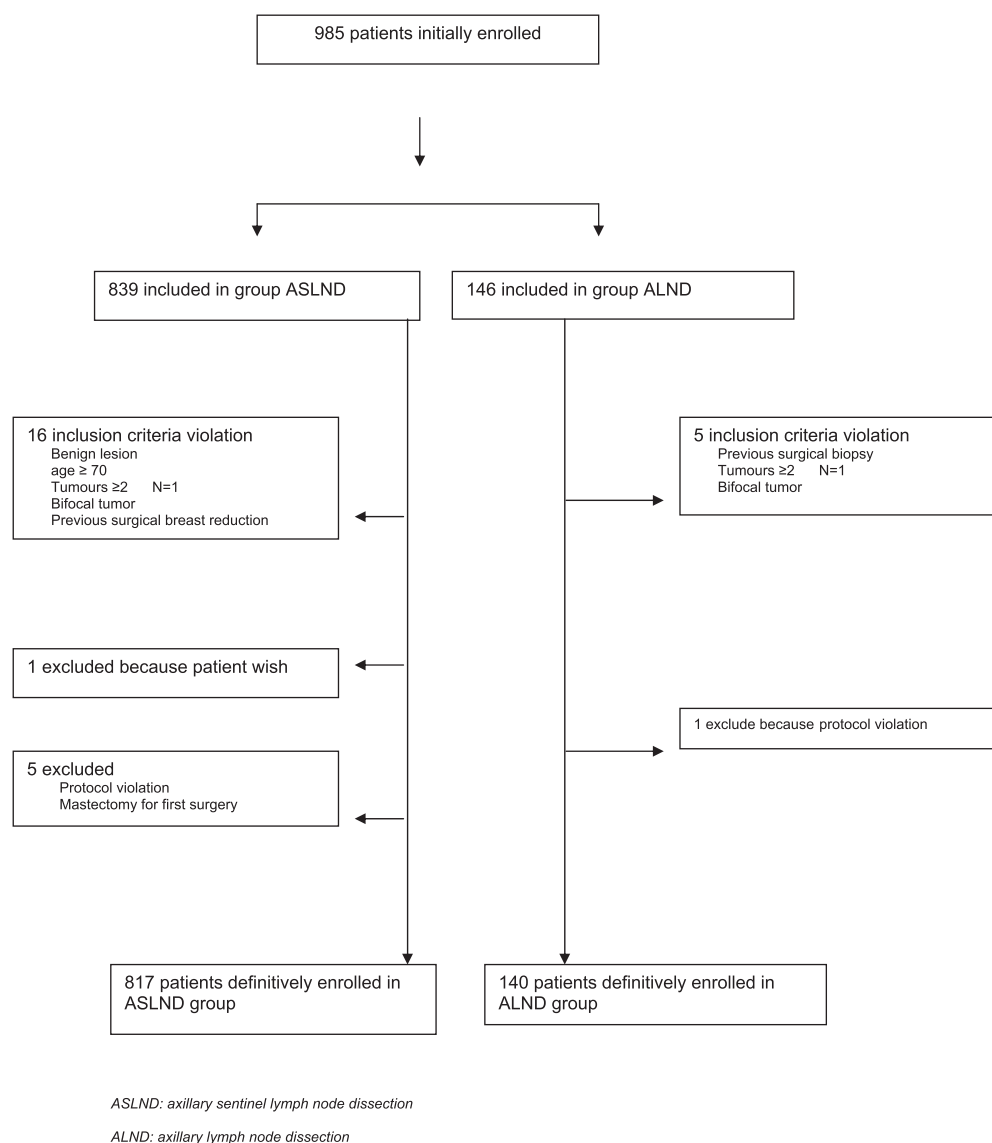 985 patients initially enrolled
839 included in group ASLND
146 included in group ALND
16 inclusion criteria violation
Benign lesion
age ≥ 70
Tumours ≥2 N=1
Bifocal tumor
Previous surgical breast reduction
5 inclusion criteria violation
Previous surgical biopsy
Tumours ≥2 N=1
Bifocal tumor
1 excluded because patient wish
1 exclude because protocol violation
5 excluded
Protocol violation
Mastectomy for first surgery
817 patients definitively enrolled in
ASLND group
140 patients definitively enrolled in
ALND group
ASLND: axillary sentinel lymph node dissection
ALND: axillary lymph node dissection